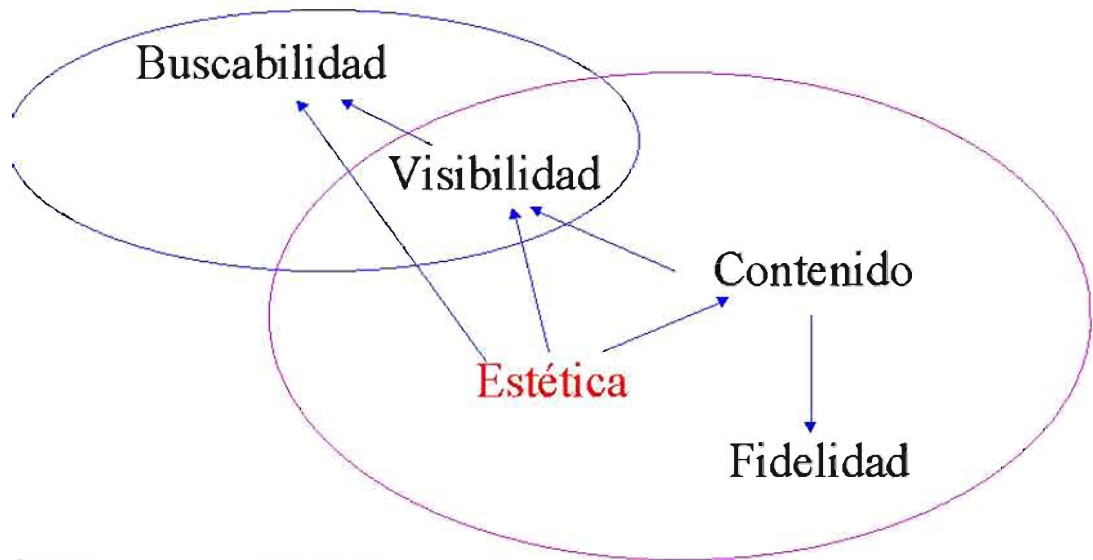 Buscabilidad
Visibilidad
Contenido
Estética
Fidelidad